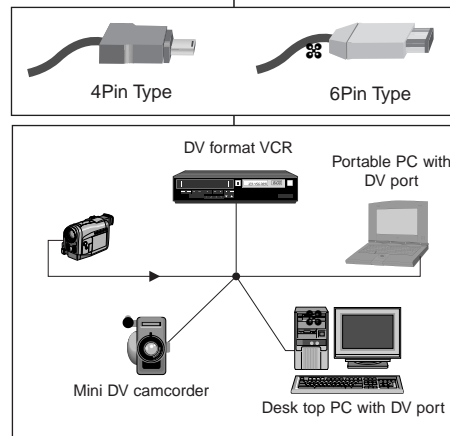 4Pin Type
6Pin Type
DV format VCR
Portable PC with
DV port
Mini DV camcorder
Desk top PC with DV port